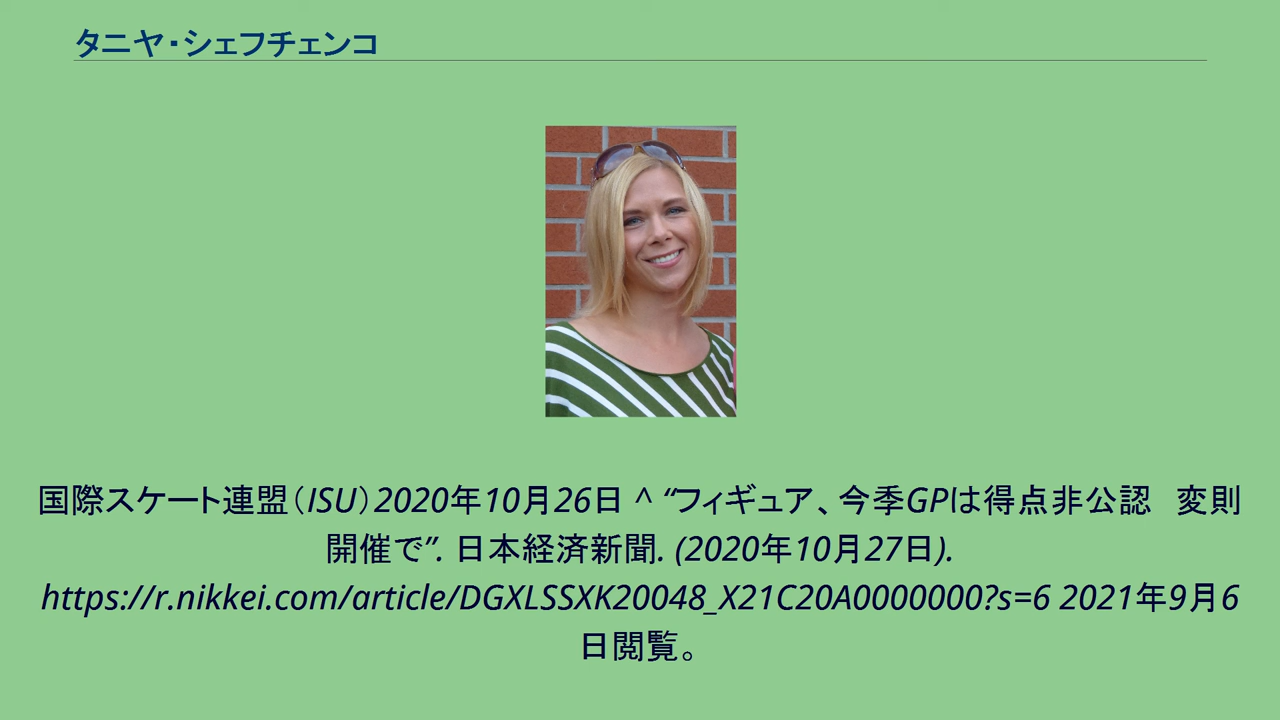 タニヤ・シェフチェンコ
国際スケート連盟（ISU）2020年10月26日 ^ “フィギュア、今季GPは得点非公認　変則
開催で”. 日本経済新聞. (2020年10月27日).
https://r.nikkei.com/article/DGXLSSXK20048_X21C20A0000000?s=6 2021年9月6
日閲覧。